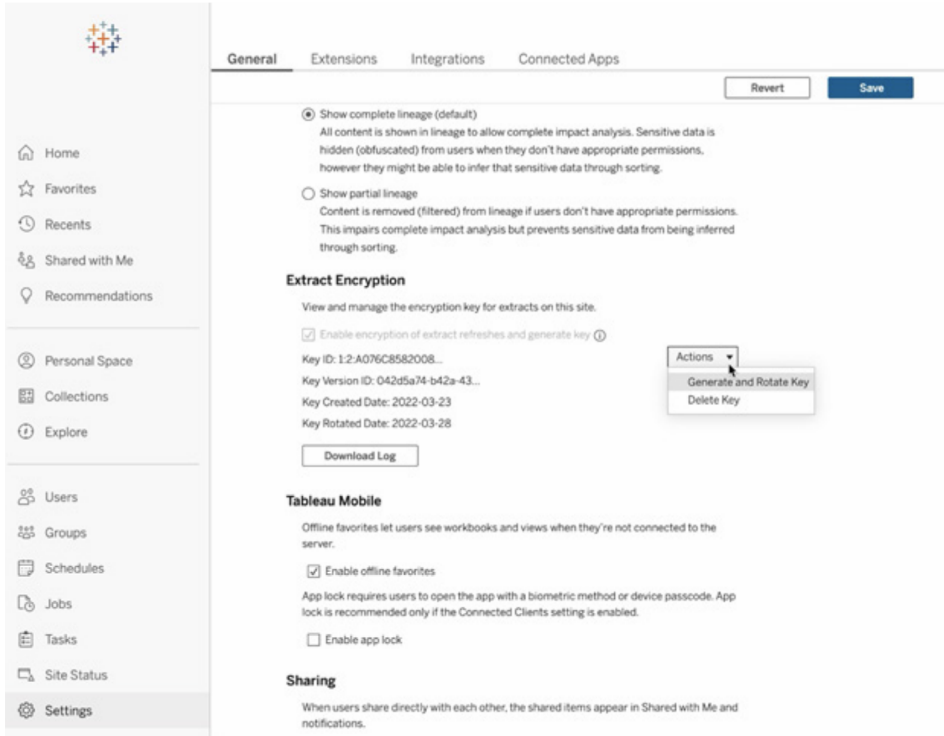 General
Extensions
Integrations
Connected Apps
Revert
Save
Home
Favorites
Recents
Shared with Me
Recommendations
Personal Space
Collections
Explore
Users
Groups
Schedules
Jobs
Tasks
Site Status
Settings
Show complete lineage (default)
All content is shown in lineage to allow complete impact analysis. Sensitive data is
hidden (obfuscated) from users when they don't have appropriate permissions,
however they might be able to infer that sensitive data through sorting.
Show partial lineage
Content is removed (filtered) from lineage if users don't have appropriate permissions.
This impairs complete impact analysis but prevents sensitive data from being inferred
through sorting.
Extract Encryption
View and manage the encryption key for extracts on this site.
Enable encryption of extract refreshes and generate key
Key ID: 1:2:A076C8582008...
Key Version ID: 042d5a74-b42a-43...
Key Created Date: 2022-03-23
Key Rotated Date: 2022-03-28
Actions
Generate and Rotate Key
Delete Key
Download Log
Tableau Mobile
Offline favorites let users see workbooks and views when they're not connected to the
server.
Enable offline favorites
App lock requires users to open the app with a biometric method or device passcode. App
lock is recommended only if the Connected Clients setting is enabled.
Enable app lock
Sharing
When users share directly with each other, the shared items appear in Shared with Me and
notifications.